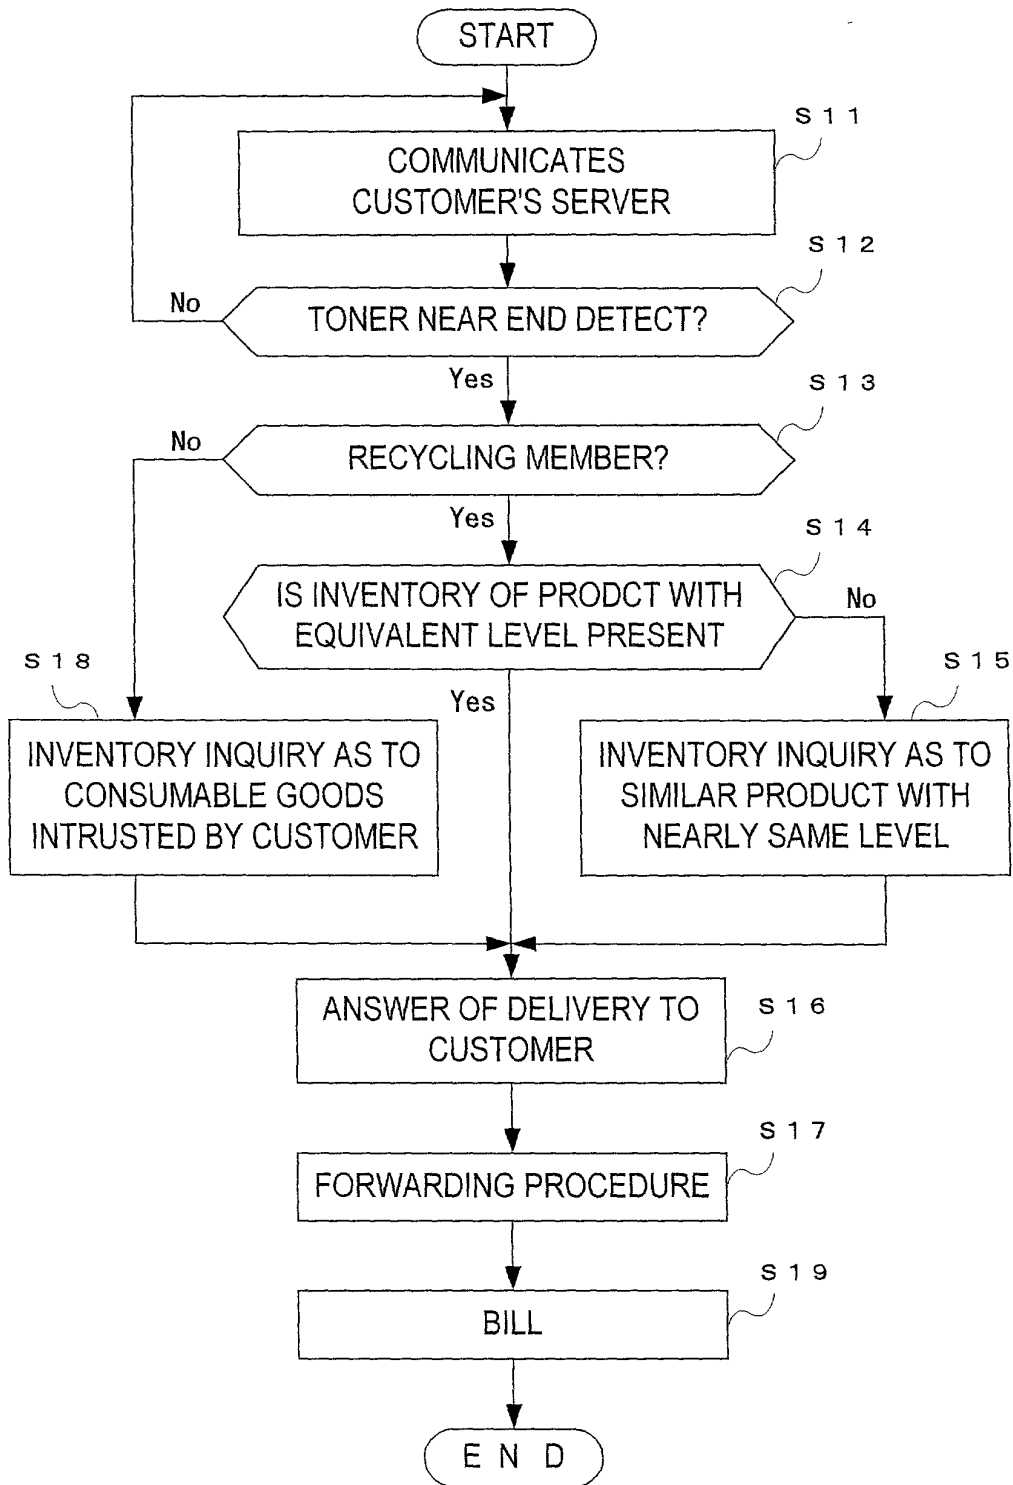 START
S11
COMMUNICATES
CUSTOMER'S SERVER
S12
No
TONER NEAR END DETECT?
Yes
S13
No
RECYCLING MEMBER?
Yes
S14
IS INVENTORY OF PRODCT WITH
EQUIVALENT LEVEL PRESENT
No
Yes
S18
INVENTORY INQUIRY AS TO
CONSUMABLE GOODS
INTRUSTED BY CUSTOMER
S15
INVENTORY INQUIRY AS TO
SIMILAR PRODUCT WITH
NEARLY SAME LEVEL
ANSWER OF DELIVERY TO
CUSTOMER
S16
S17
FORWARDING PROCEDURE
S19
BILL
END